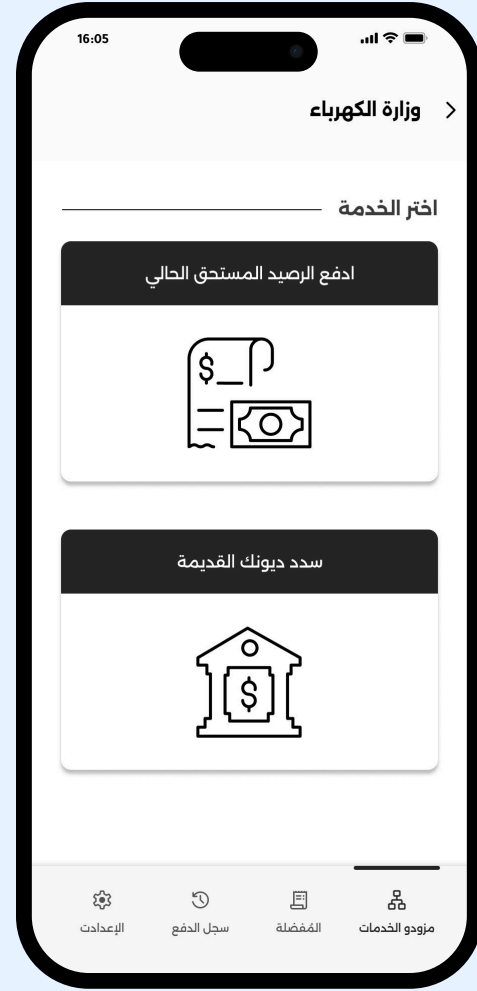 16:05
وزارة الكهرباء
اختر الخدمة
ادفع الرصيد المستحق الحالي
$
سدد ديونك القديمة
$
مزودو الخدمات
المُفضلة
سجل الدفع
الإعدادت